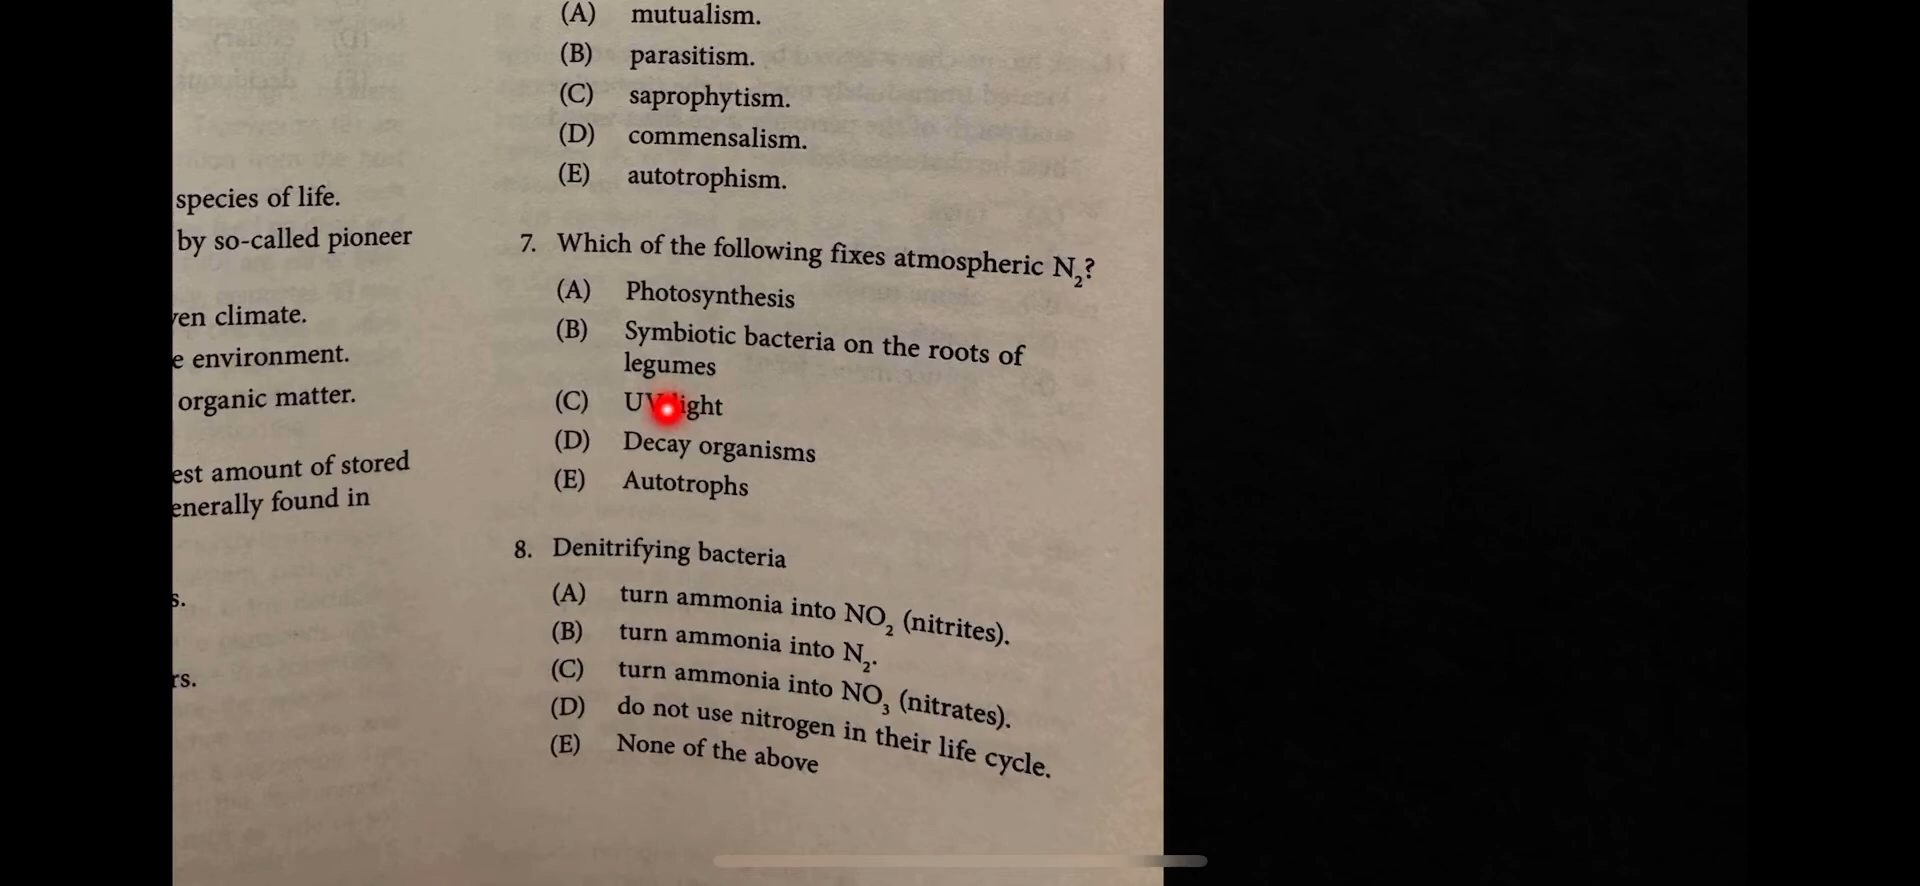 species of life.
by so-called pioneer
ven climate.
e environment.
organic matter.
est amount of stored
enerally found in
s.
rs.
(A) mutualism.
(B) parasitism.
(C) saprophytism.
(D) commensalism.
(E) autotrophism.
7. Which of the following fixes atmospheric N₂?
(A) Photosynthesis
(B) Symbiotic bacteria on the roots of
legumes
(C) UV light
(D) Decay organisms
(E) Autotrophs
8. Denitrifying bacteria
(A) turn ammonia into NO₂ (nitrites).
(B) turn ammonia into N₂.
(C) turn ammonia into NO₃ (nitrates).
(D) do not use nitrogen in their life cycle.
(E) None of the above